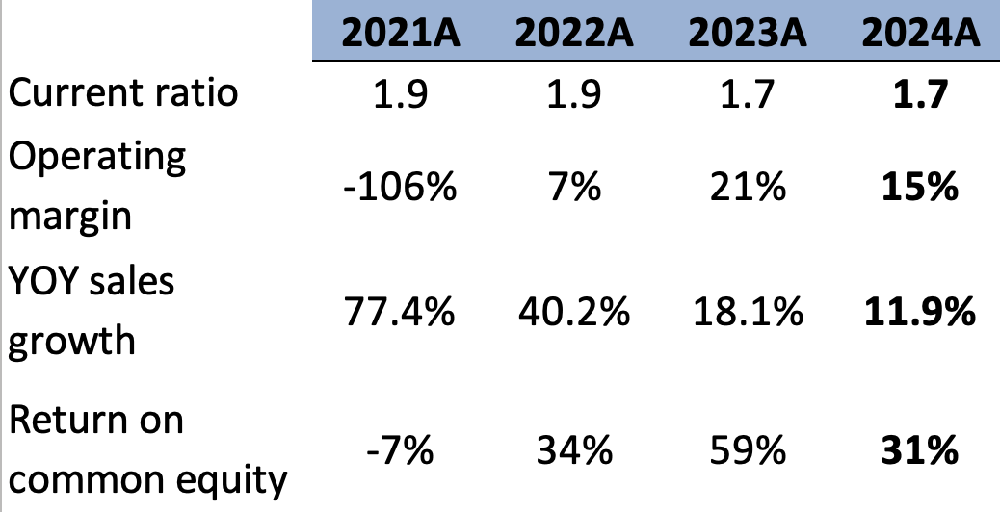 2021A 2022A 2023A 2024A
Current ratio 1.9 1.9 1.7 1.7
Operating
margin -106% 7% 21% 15%
YOY sales
growth 77.4% 40.2% 18.1% 11.9%
Return on
common equity -7% 34% 59% 31%